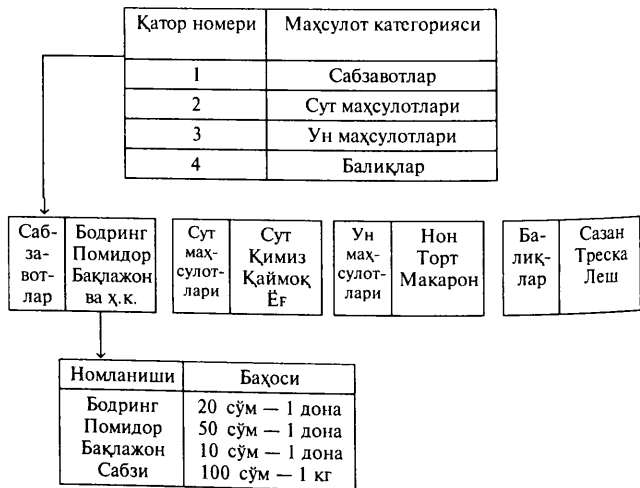 Қатор номери Маҳсулот категорияси
1 Сабзавотлар
2 Сут маҳсулотлари
3 Ун маҳсулотлари
4 Балиқлар
Саб-
за-
вот-
лар
Бодринг
Помидор
Бақлажон
ва ҳ.к.
Сут
маҳ-
сулот-
лари
Сут
Қимиз
Қаймоқ
Ёғ
Ун
маҳ-
сулот-
лари
Нон
Торт
Макарон
Ба-
лиқ-
лар
Сазан
Треска
Леш
Номланиши Баҳоси
Бодринг 20 сўм — 1 дона
Помидор 50 сўм — 1 дона
Бақлажон 10 сўм — 1 дона
Сабзи 100 сўм — 1 кг